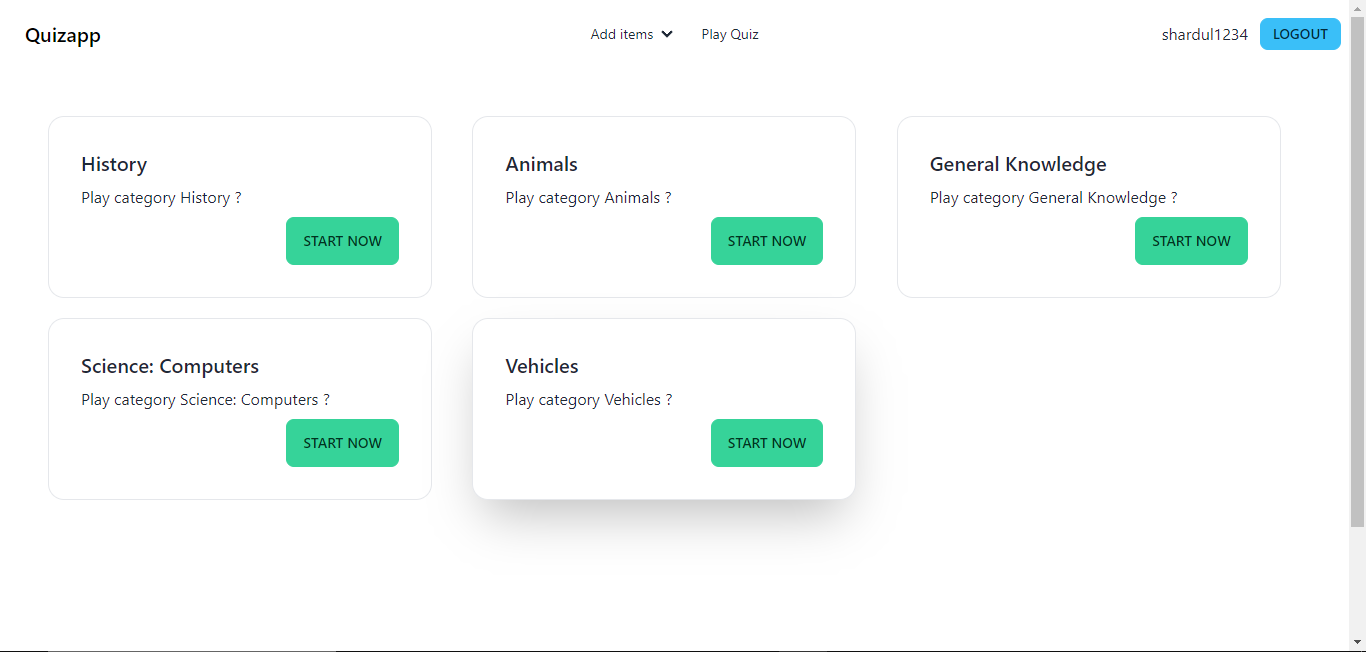 Quizapp
Add items
Play Quiz
shardul1234
LOGOUT
History
Play category History ?
START NOW
Animals
Play category Animals ?
START NOW
General Knowledge
Play category General Knowledge ?
START NOW
Science: Computers
Play category Science: Computers ?
START NOW
Vehicles
Play category Vehicles ?
START NOW